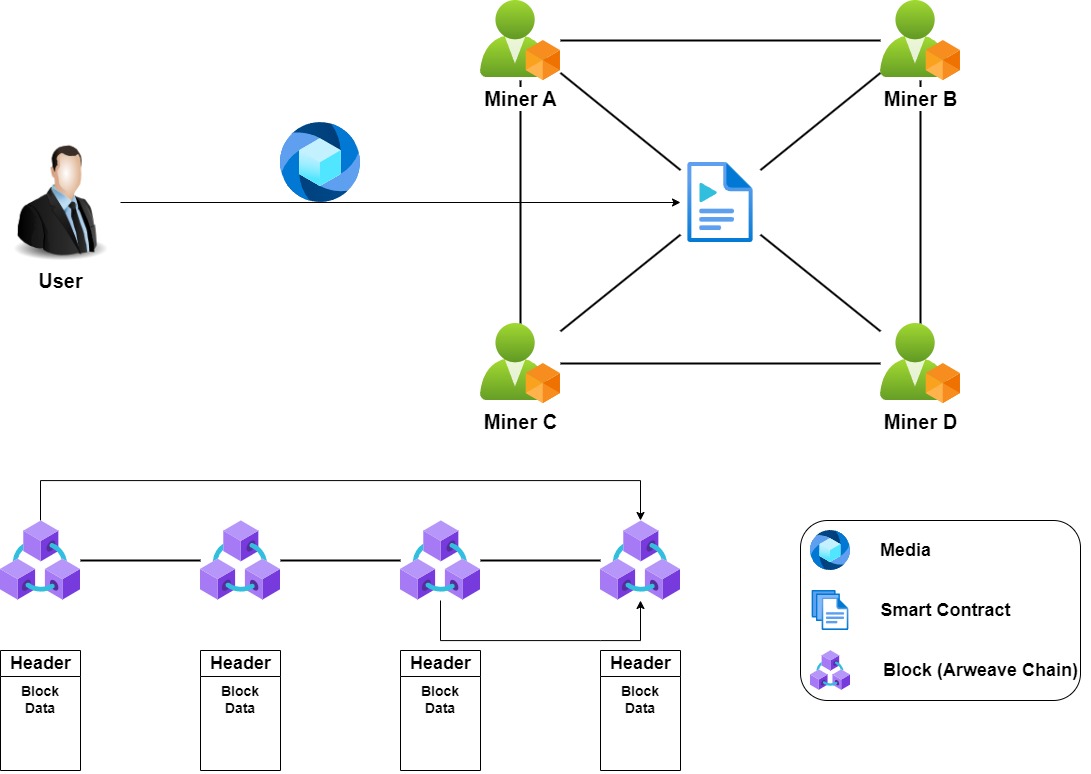 Miner A
Miner B
User
Miner C
Miner D
Media
Smart Contract
Block (Arweave Chain)
Header
Block
Data
Header
Block
Data
Header
Block
Data
Header
Block
Data